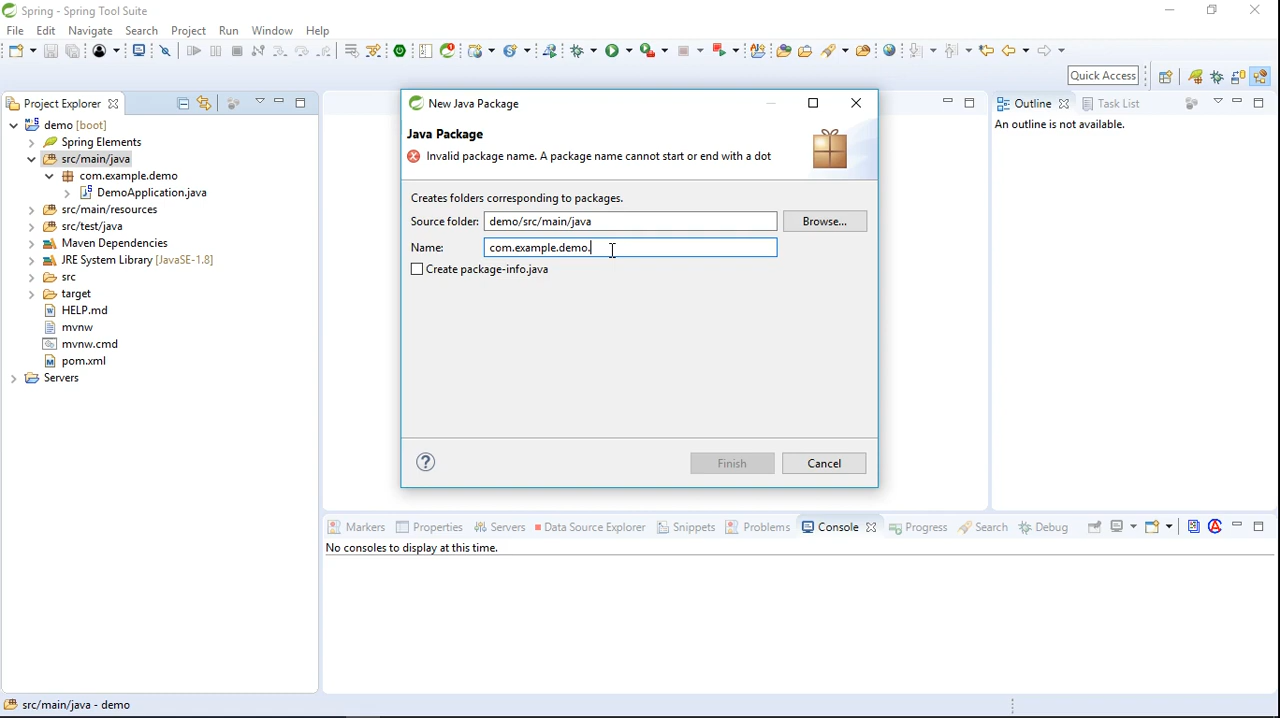 Spring - Spring Tool Suite
File Edit Navigate Search Project Run Window Help
Quick Access
Project Explorer
demo [boot]
Spring Elements
src/main/java
com.example.demo
DemoApplication.java
src/main/resources
src/test/java
Maven Dependencies
JRE System Library [JavaSE-1.8]
src
target
HELP.md
mvnw
mvnw.cmd
pom.xml
Servers
New Java Package
Java Package
Invalid package name. A package name cannot start or end with a dot
Creates folders corresponding to packages.
Source folder: demo/src/main/java Browse...
Name: com.example.demo.
Create package-info.java
Finish Cancel
Outline Task List
An outline is not available.
Markers Properties Servers Data Source Explorer Snippets Problems Console Progress Search Debug
No consoles to display at this time.
src/main/java - demo